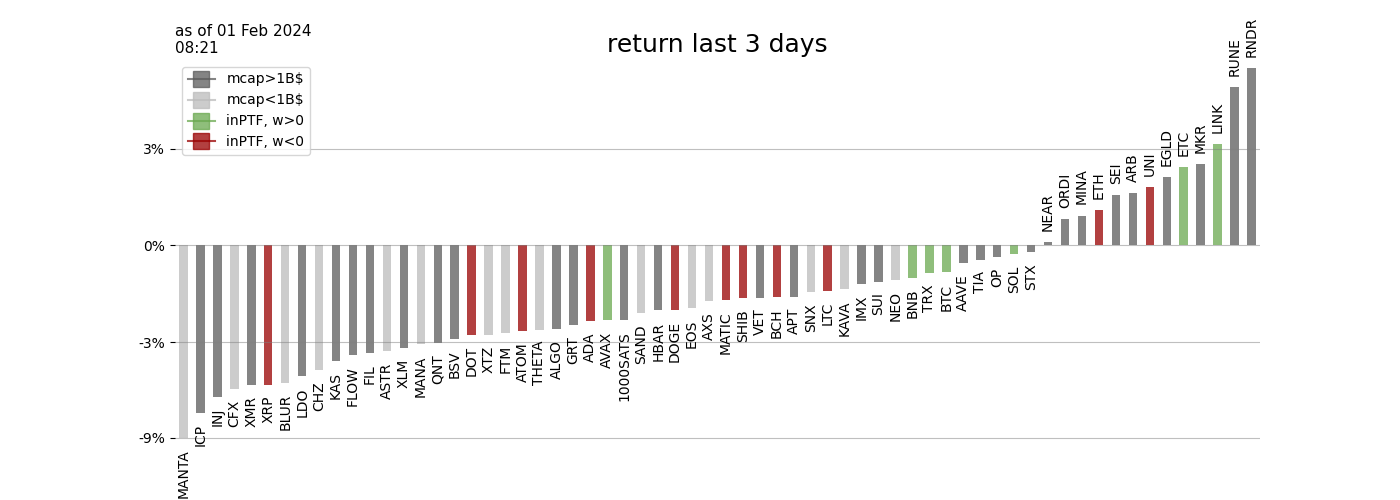 as of 01 Feb 2024
08:21
return last 3 days
mcap>1B$
mcap<1B$
inPTF, w>0
inPTF, w<0
3%
0%
-3%
-9%
MANTA
ICP
INJ
CFX
XMR
XRP
BLUR
LDO
CHZ
KAS
FLOW
FIL
ASTR
XLM
MANA
QNT
BSV
DOT
XTZ
FTM
ATOM
THETA
ALGO
GRT
ADA
AVAX
1000SATS
SAND
HBAR
DOGE
EOS
AXS
MATIC
SHIB
VET
BCH
APT
SNX
LTC
KAVA
IMX
SUI
NEO
BNB
TRX
BTC
AAVE
TIA
OP
SOL
STX
NEAR
ORDI
MINA
ETH
SEI
ARB
UNI
EGLD
ETC
MKR
LINK
RUNE
RNDR